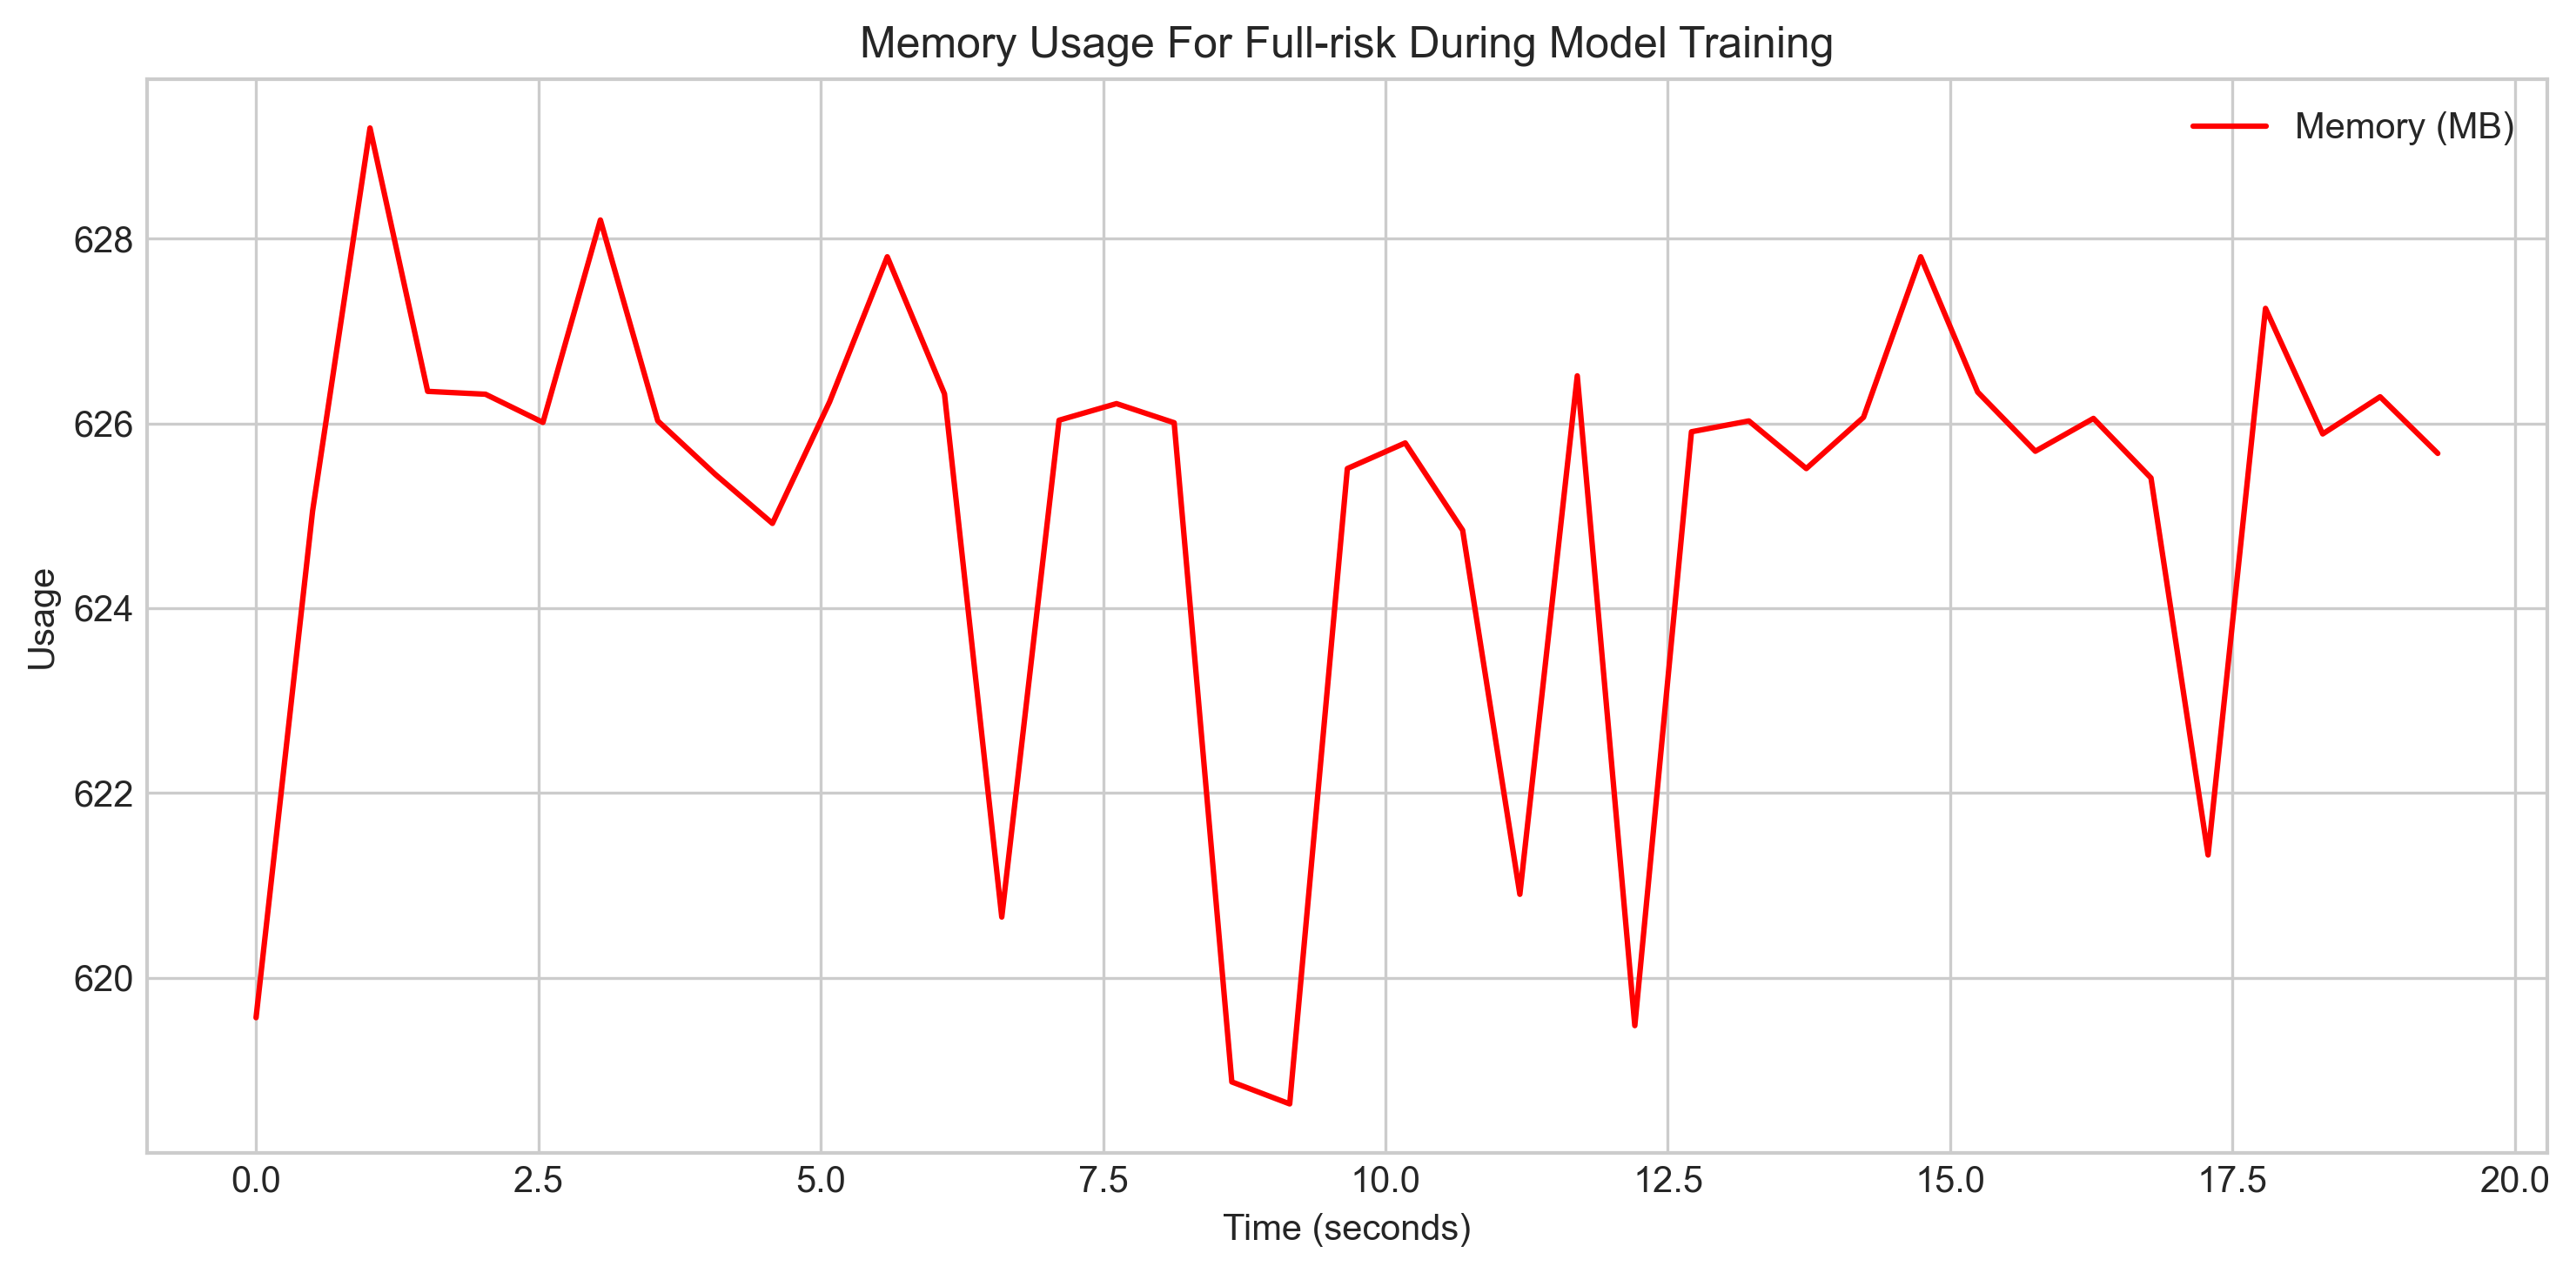 Memory Usage For Full-risk During Model Training
Memory (MB)
628
626
624
622
620
Usage
0.0 2.5 5.0 7.5 10.0 12.5 15.0 17.5 20.0
Time (seconds)